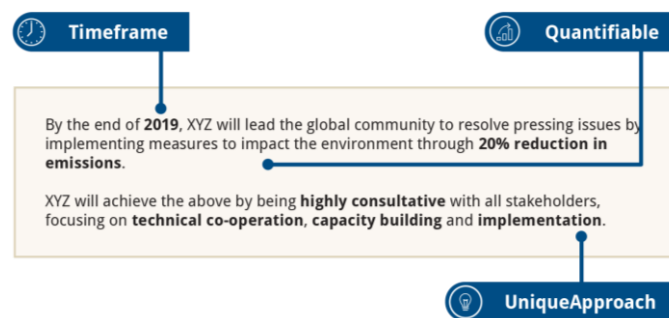 Timeframe
Quantifiable
By the end of 2019, XYZ will lead the global community to resolve pressing issues by
implementing measures to impact the environment through 20% reduction in
emissions.
XYZ will achieve the above by being highly consultative with all stakeholders,
focusing on technical co-operation, capacity building and implementation.
UniqueApproach